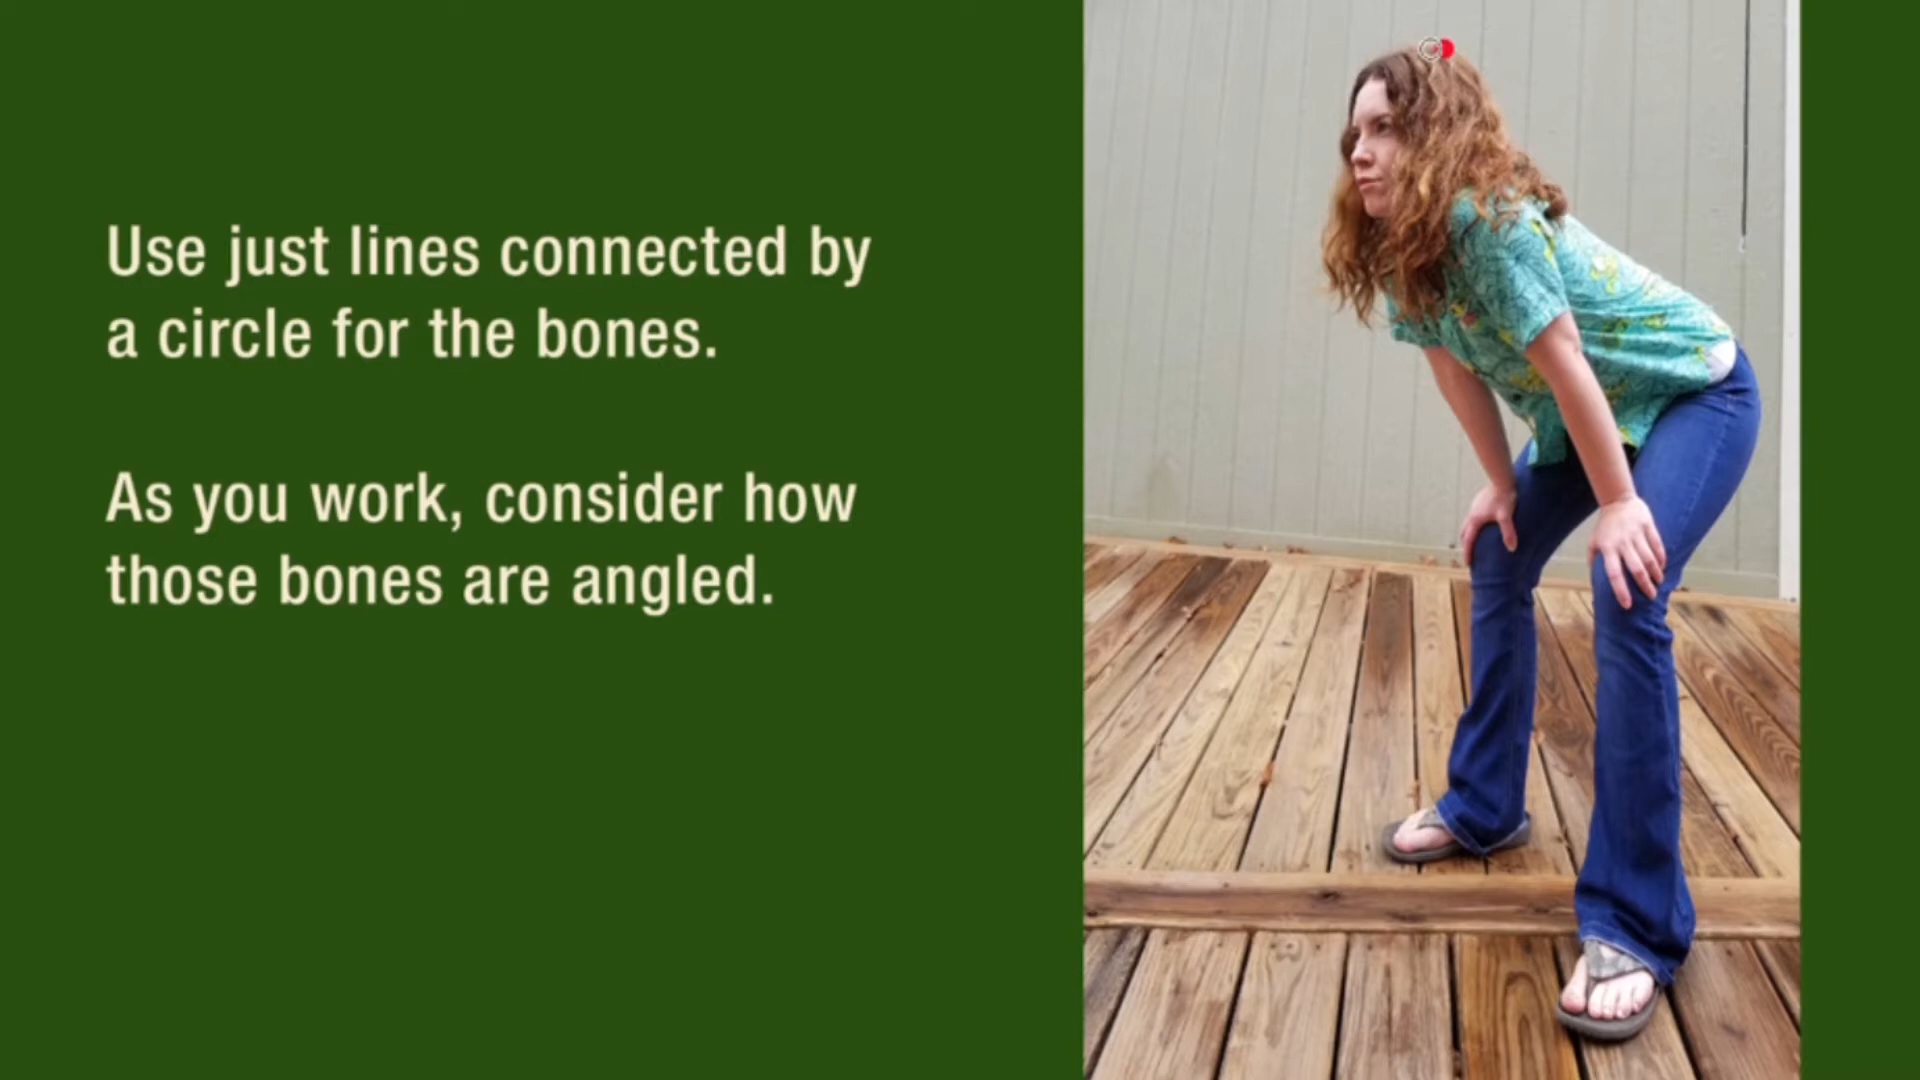 Use just lines connected by
a circle for the bones.
As you work, consider how
those bones are angled.